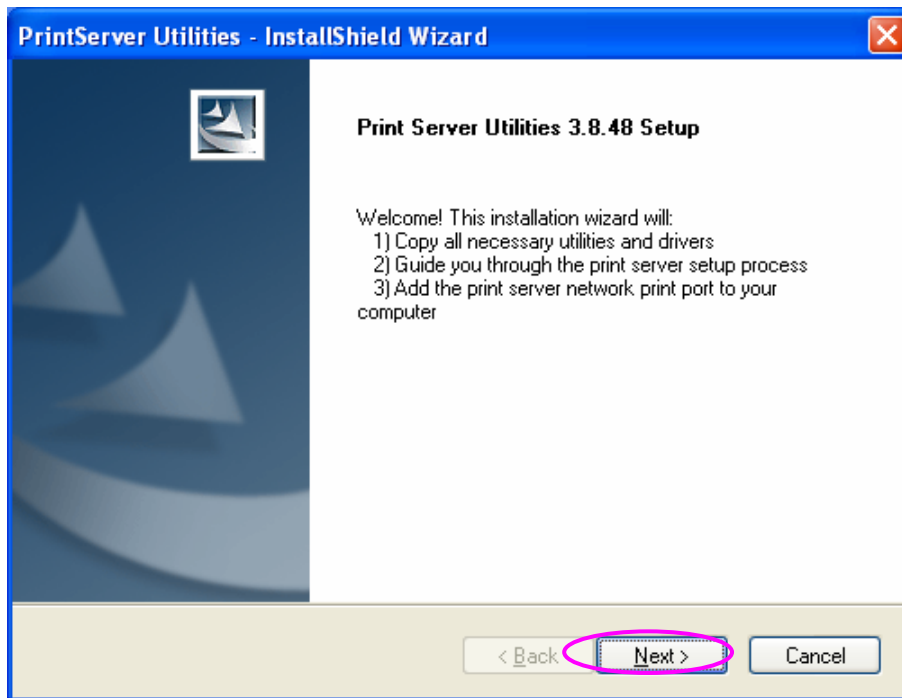 PrintServer Utilities - InstallShield Wizard
Print Server Utilities 3.8.48 Setup
Welcome! This installation wizard will:
1) Copy all necessary utilities and drivers
2) Guide you through the print server setup process
3) Add the print server network print port to your
computer
< Back
Next >
Cancel